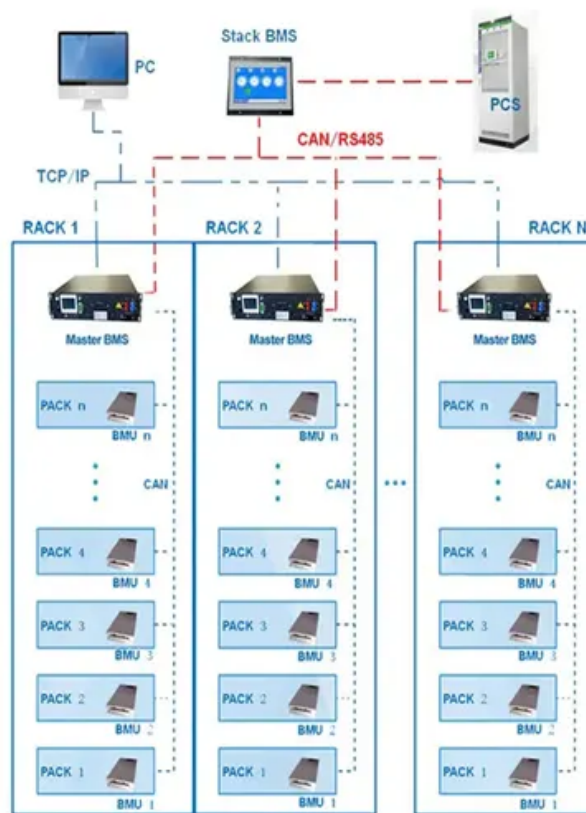 PC
Stack BMS
PCS
CAN/RS485
TCP/IP
RACK 1
RACK 2
RACK N
Master BMS
Master BMS
Master BMS
PACK n
BMU n
PACK n
BMU n
PACK n
BMU n
CAN
CAN
CAN
PACK 4
BMU 4
PACK 4
BMU 4
PACK 4
BMU 4
PACK 3
BMU 3
PACK 3
BMU 3
PACK 3
BMU 3
PACK 2
BMU 2
PACK 2
BMU 2
PACK 2
BMU 2
PACK 1
BMU 1
PACK 1
BMU 1
PACK 1
BMU 1